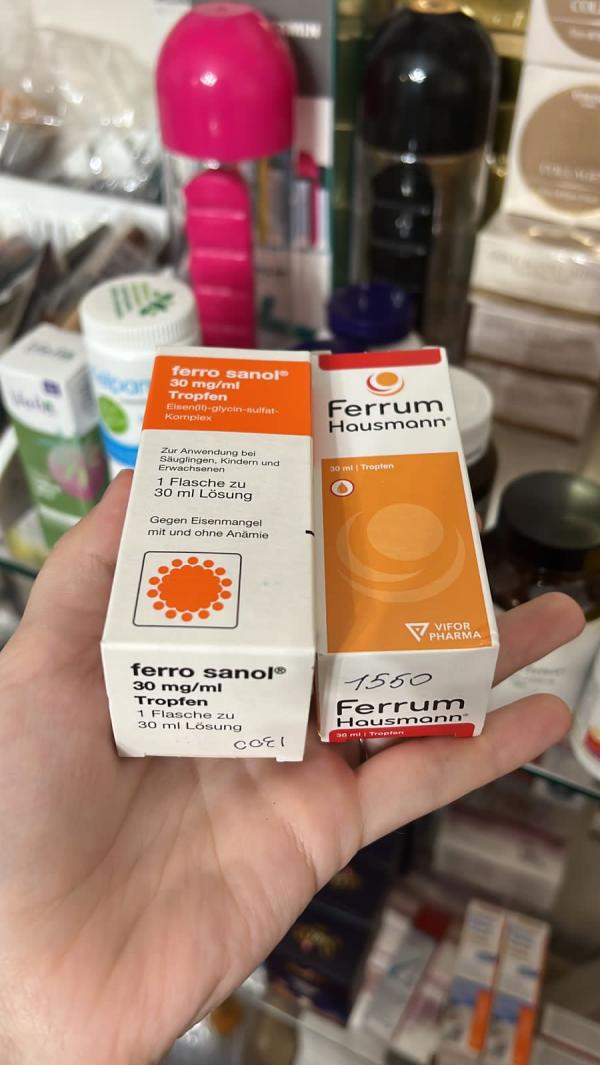 ferro sanol®
30 mg/ml
Tropfen
Eisen(II)-glycin-sulfat-
Komplex
Zur Anwendung bei
Säuglingen, Kindern und
Erwachsenen
1 Flasche zu
30 ml Lösung
Gegen Eisenmangel
mit und ohne Anämie
ferro sanol®
30 mg/ml
Tropfen
1 Flasche zu
30 ml Lösung
1300
Ferrum
Hausmann®
30 ml | Tropfen
VIFOR
PHARMA
1550
Ferrum
Hausmann®
30 ml | Tropfen